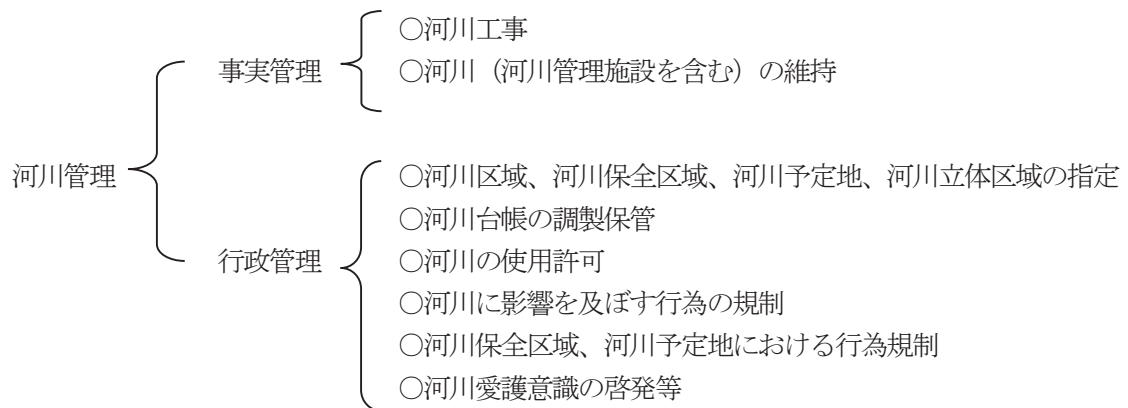 ○河川工事
事実管理
○河川（河川管理施設を含む）の維持
河川管理
○河川区域、河川保全区域、河川予定地、河川立体区域の指定
○河川台帳の調製保管
行政管理
○河川の使用許可
○河川に影響を及ぼす行為の規制
○河川保全区域、河川予定地における行為規制
○河川愛護意識の啓発等